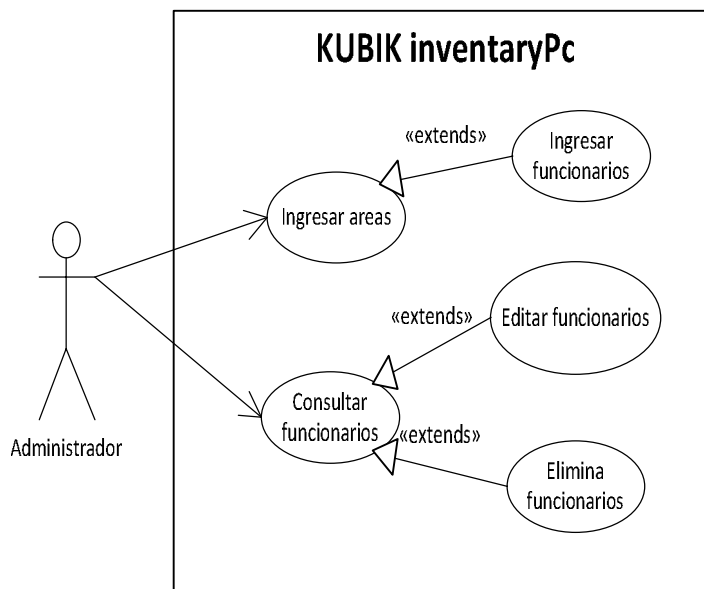 KUBIK inventaryPc
«extends»
Ingresar
funcionarios
Ingresar areas
«extends»
Editar funcionarios
Consultar
funcionarios
«extends»
Elimina
funcionarios
Administrador